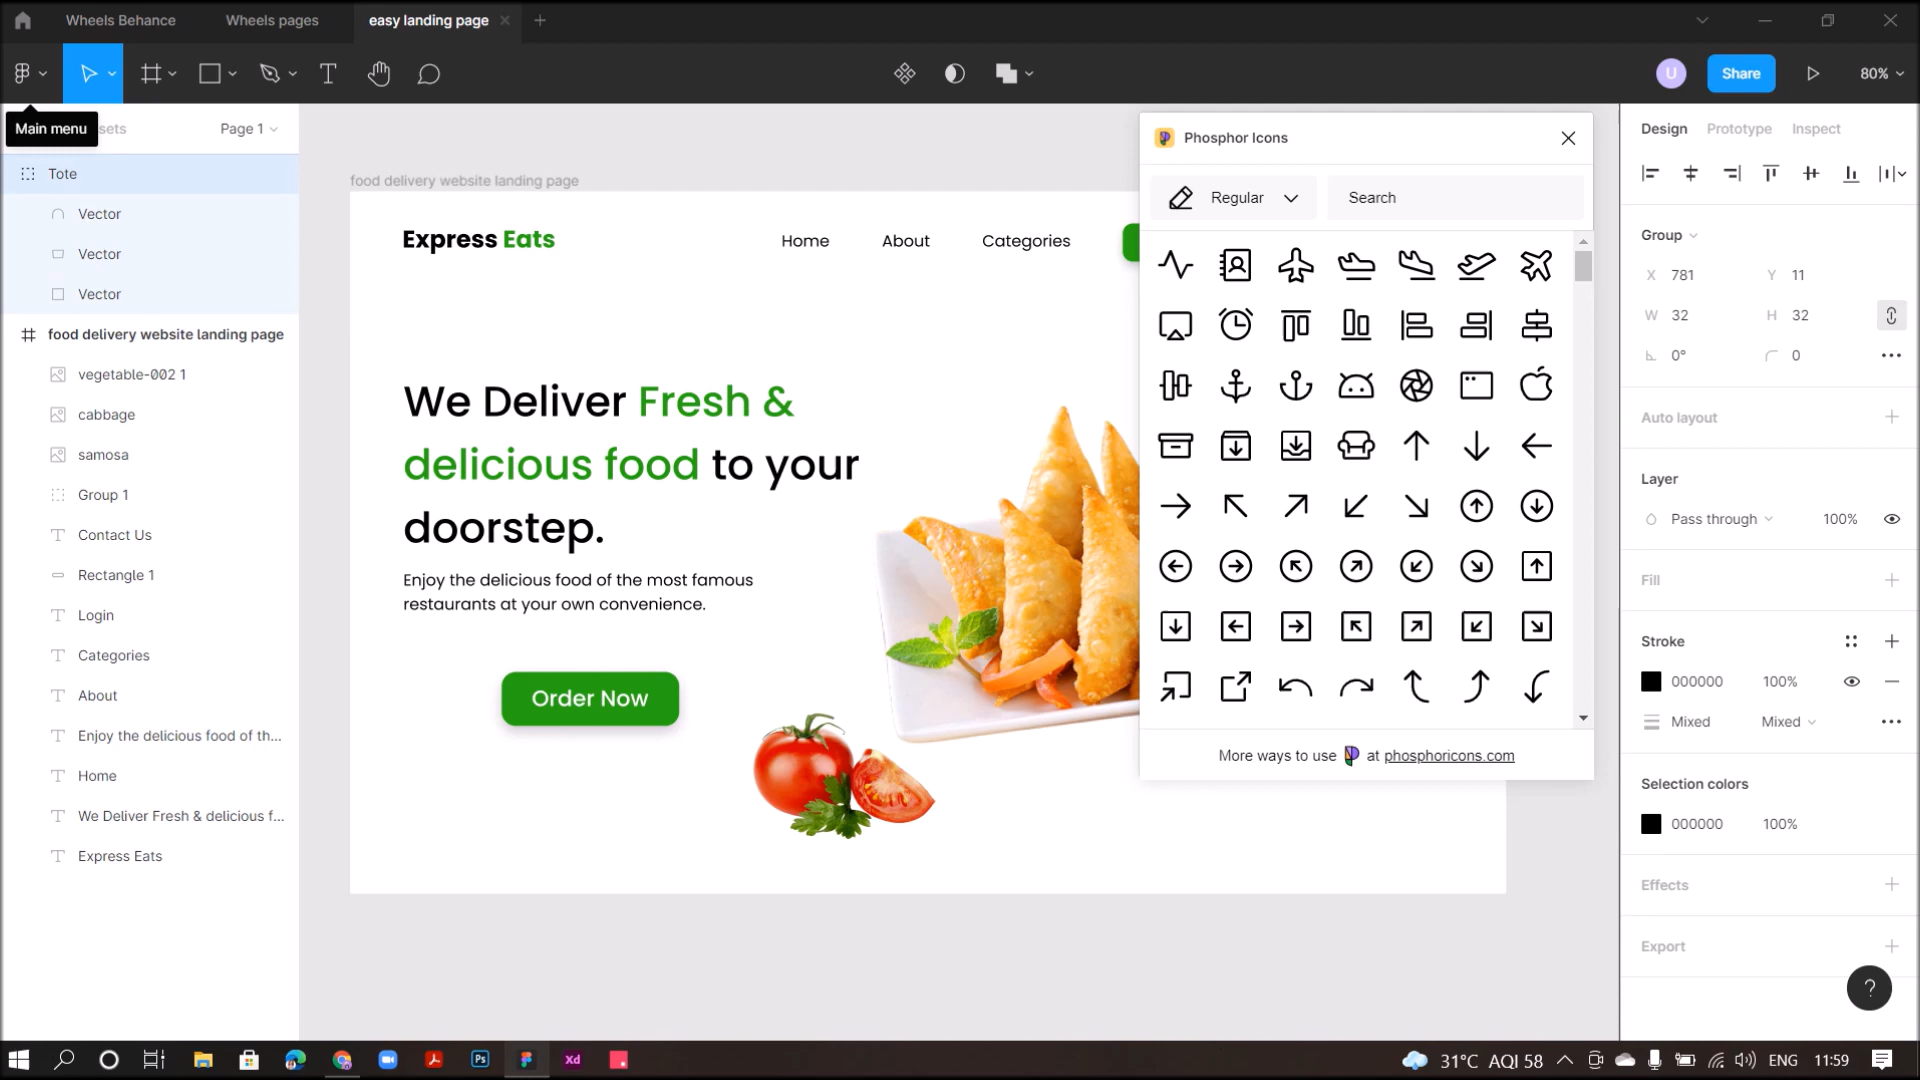 Wheels Behance
Wheels pages
easy landing page
Share
80%
Main menu
sets
Page 1
Tote
Vector
Vector
Vector
food delivery website landing page
vegetable-002 1
cabbage
samosa
Group 1
Contact Us
Rectangle 1
Login
Categories
About
Enjoy the delicious food of th...
Home
We Deliver Fresh & delicious f...
Express Eats
food delivery website landing page
Express Eats
Home
About
Categories
We Deliver Fresh &
delicious food to your
doorstep.
Enjoy the delicious food of the most famous
restaurants at your own convenience.
Order Now
Phosphor Icons
Regular
Search
More ways to use
at phosphoricons.com
U
Design
Prototype
Inspect
Group
X 781
Y 11
W 32
H 32
0°
0
Auto layout
Layer
Pass through
100%
Fill
Stroke
000000
100%
Mixed
Mixed
Selection colors
000000
100%
Effects
Export
?
Ps
Xd
31°C AQI 58
ENG
11:59